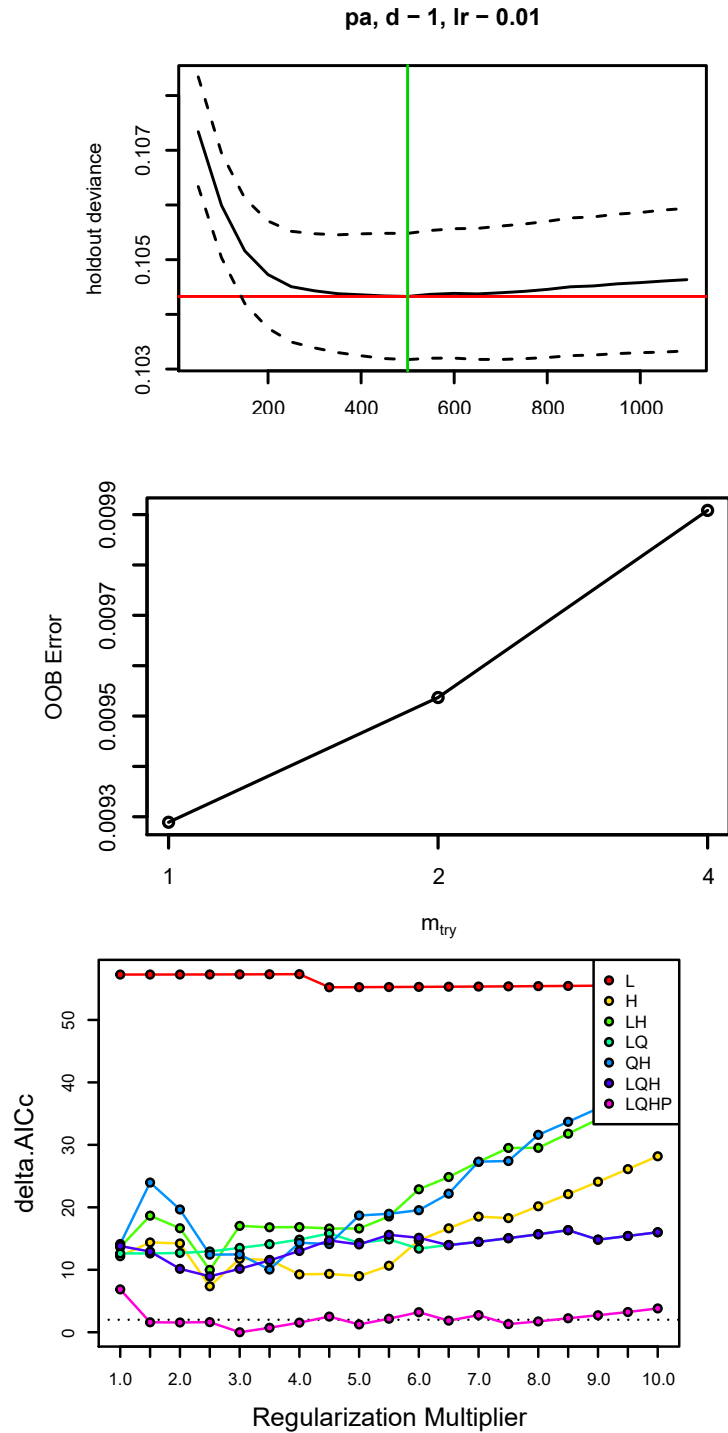 pa, d − 1, lr − 0.01
holdout deviance
0.107
0.105
0.103
200 400 600 800 1000
OOB Error
0.0099
0.0097
0.0095
0.0093
1 2 4
m_try
delta.AICc
50
40
30
20
10
0
L
H
LH
LQ
QH
LQH
LQHP
1.0 2.0 3.0 4.0 5.0 6.0 7.0 8.0 9.0 10.0
Regularization Multiplier